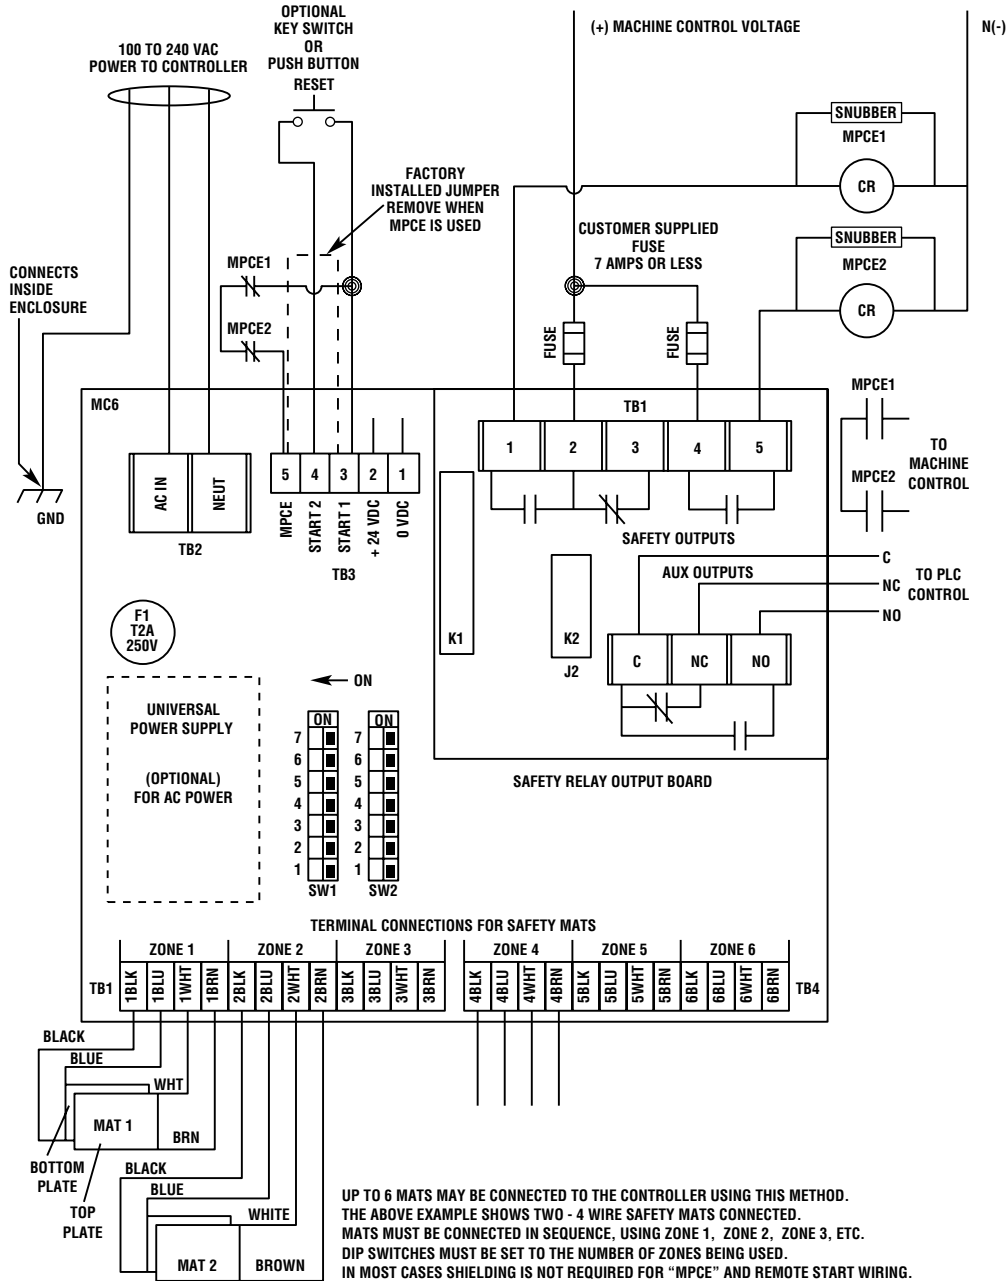 OPTIONAL
KEY SWITCH
OR
PUSH BUTTON
RESET
(+) MACHINE CONTROL VOLTAGE
N(-)
100 TO 240 VAC
POWER TO CONTROLLER
SNUBBER
MPCE1
CR
FACTORY
INSTALLED JUMPER
REMOVE WHEN
MPCE IS USED
CUSTOMER SUPPLIED
FUSE
7 AMPS OR LESS
SNUBBER
MPCE2
CR
CONNECTS
INSIDE
ENCLOSURE
MPCE1
MPCE2
FUSE
FUSE
MC6
TB1
MPCE1
MPCE2
TO
MACHINE
CONTROL
1
2
3
4
5
AC IN
NEUT
TB2
5
4
3
2
1
MPCE
START 2
START 1
+ 24 VDC
0 VDC
TB3
GND
SAFETY OUTPUTS
AUX OUTPUTS
C
NC
NO
TO PLC
CONTROL
F1
T2A
250V
K1
K2
J2
C
NC
NO
ON
UNIVERSAL
POWER SUPPLY
(OPTIONAL)
FOR AC POWER
ON
7
6
5
4
3
2
1
SW1
ON
7
6
5
4
3
2
1
SW2
SAFETY RELAY OUTPUT BOARD
TERMINAL CONNECTIONS FOR SAFETY MATS
ZONE 1
ZONE 2
ZONE 3
ZONE 4
ZONE 5
ZONE 6
TB1
1BLK
1BLU
1WHT
1BRN
2BLK
2BLU
2WHT
2BRN
3BLK
3BLU
3WHT
3BRN
4BLK
4BLU
4WHT
4BRN
5BLK
5BLU
5WHT
5BRN
6BLK
6BLU
6WHT
6BRN
TB4
BLACK
BLUE
WHT
MAT 1
BRN
BOTTOM
PLATE
TOP
PLATE
BLACK
BLUE
WHITE
MAT 2
BROWN
UP TO 6 MATS MAY BE CONNECTED TO THE CONTROLLER USING THIS METHOD.
THE ABOVE EXAMPLE SHOWS TWO - 4 WIRE SAFETY MATS CONNECTED.
MATS MUST BE CONNECTED IN SEQUENCE, USING ZONE 1, ZONE 2, ZONE 3, ETC.
DIP SWITCHES MUST BE SET TO THE NUMBER OF ZONES BEING USED.
IN MOST CASES SHIELDING IS NOT REQUIRED FOR “MPCE” AND REMOTE START WIRING.